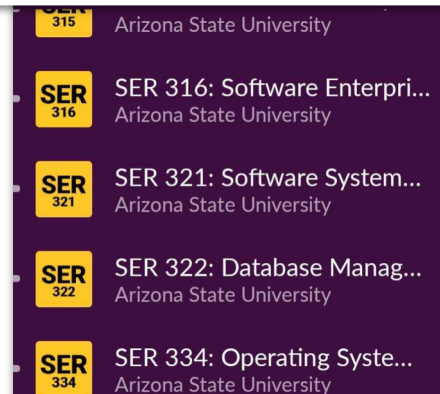 315
Arizona State University
SER
316
SER 316: Software Enterpri...
Arizona State University
SER
321
SER 321: Software System...
Arizona State University
SER
322
SER 322: Database Manag...
Arizona State University
SER
334
SER 334: Operating Syste...
Arizona State University